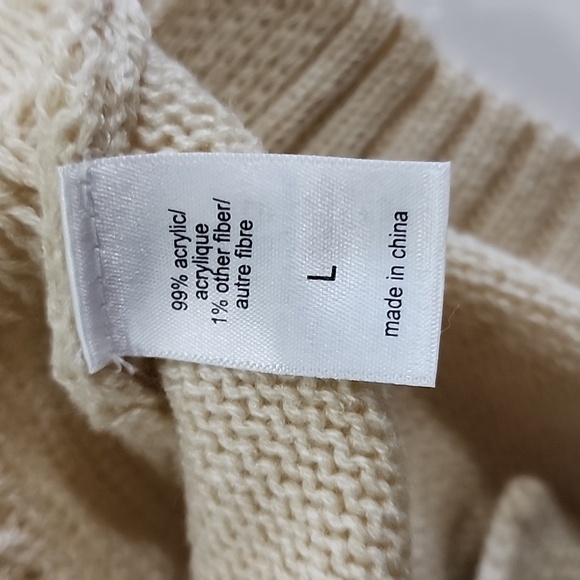 99% acrylic/
acrylique
1% other fiber/
autre fibre
L
made in china